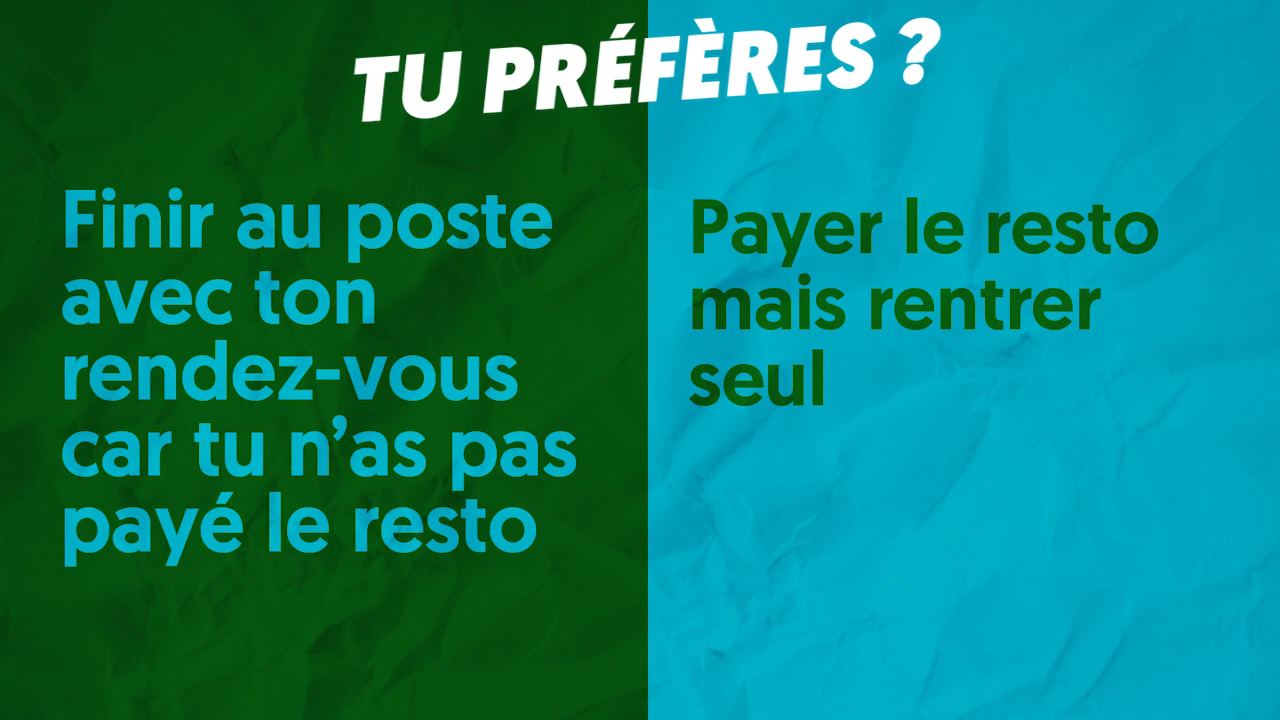 TU PRÉFÈRES ?
Finir au poste
avec ton
rendez-vous
car tu n’as pas
payé le resto
Payer le resto
mais rentrer
seul